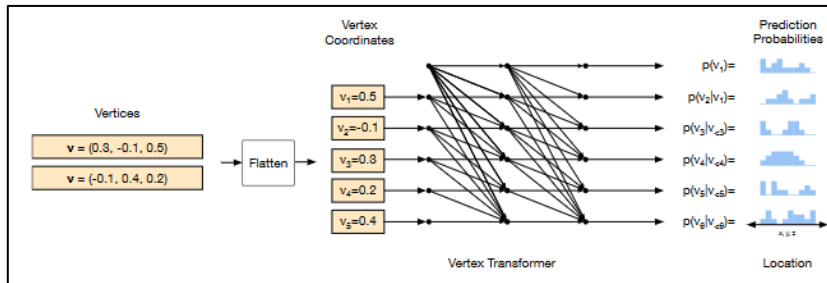 Vertices
v = (0.3, -0.1, 0.5)
v = (-0.1, 0.4, 0.2)
Flatten
Vertex
Coordinates
v1=0.5
v2=-0.1
v3=0.3
v4=0.2
v5=0.4
Vertex Transformer
Prediction
Probabilities
p(v1)=
p(v2|v1)=
p(v3|v<3)=
p(v4|v<4)=
p(v5|v<5)=
p(v6|v<6)=
Location